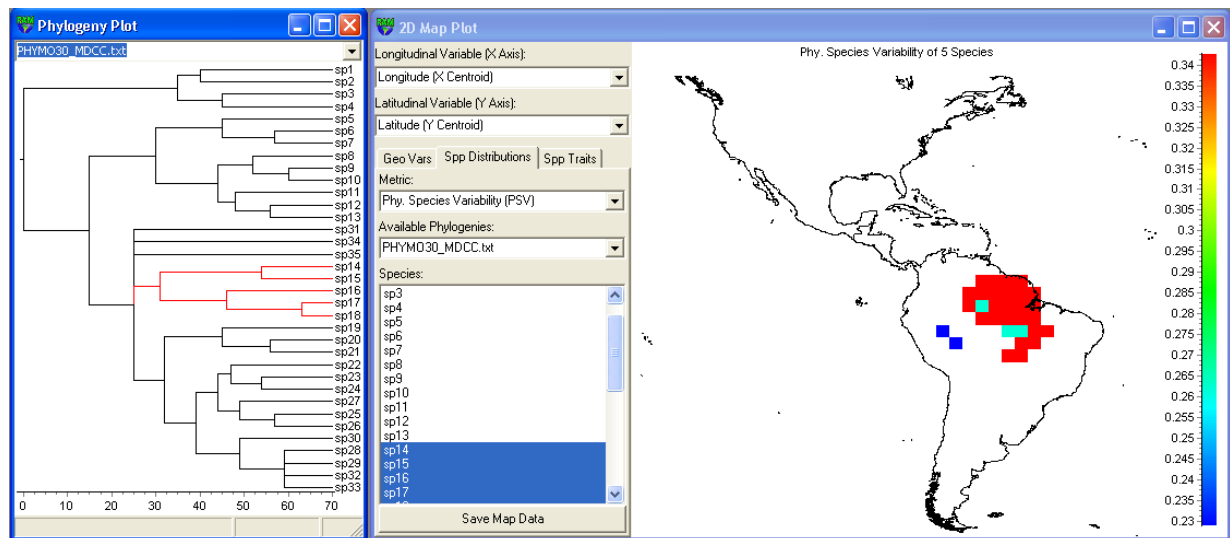 Phylogeny Plot
PHYMO30_MDCC.txt
sp1
sp2
sp3
sp4
sp5
sp6
sp7
sp8
sp9
sp10
sp11
sp12
sp13
sp31
sp34
sp35
sp14
sp15
sp16
sp17
sp18
sp19
sp20
sp21
sp22
sp23
sp24
sp27
sp25
sp26
sp30
sp28
sp29
sp32
sp33
0 10 20 30 40 50 60 70
2D Map Plot
Longitudinal Variable (X Axis):
Longitude (X Centroid)
Latitudinal Variable (Y Axis):
Latitude (Y Centroid)
Geo Vars Spp Distributions Spp Traits
Metric:
Phy. Species Variability (PSV)
Available Phylogenies:
PHYMO30_MDCC.txt
Species:
sp3
sp4
sp5
sp6
sp7
sp8
sp9
sp10
sp11
sp12
sp13
sp14
sp15
sp16
sp17
Save Map Data
Phy. Species Variability of 5 Species
0.34
0.335
0.33
0.325
0.32
0.315
0.31
0.305
0.3
0.295
0.29
0.285
0.28
0.275
0.27
0.265
0.26
0.255
0.25
0.245
0.24
0.235
0.23